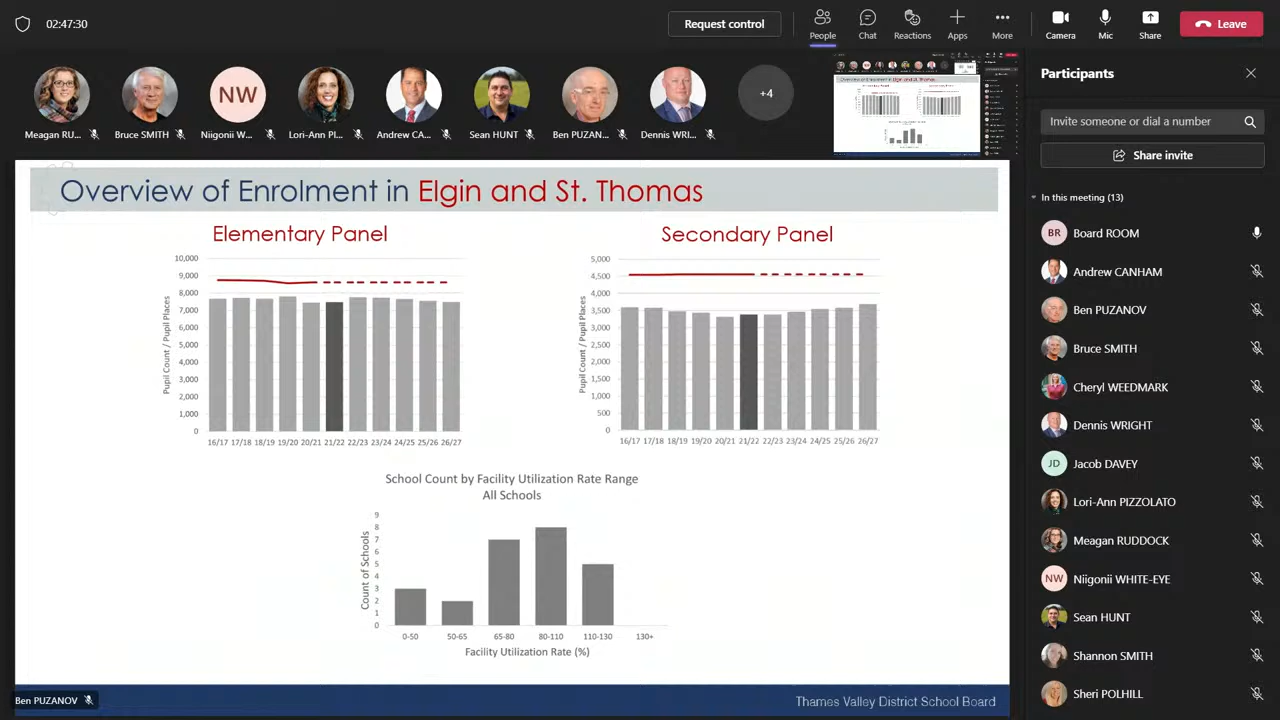 02:47:30
Request control
People
Chat
Reactions
Apps
More
Camera
Mic
Share
Leave
Meagan RU...
Bruce SMITH
NW
Andrew CA...
Sean HUNT
Ben PUZAN...
Dennis WRI...
+4
Participants
Invite someone or dial a number
Share invite
In this meeting (13)
BR Board ROOM
Andrew CANHAM
Ben PUZANOV
Bruce SMITH
Cheryl WEEDMARK
Dennis WRIGHT
JD Jacob DAVEY
Lori-Ann PIZZOLATO
Meagan RUDDOCK
NW Niigonii WHITE-EYE
Sean HUNT
Shannon SMITH
Sheri POLHILL
Overview of Enrolment in Elgin and St. Thomas
Elementary Panel
Pupil Count / Pupil Places
10,000
9,000
8,000
7,000
6,000
5,000
4,000
3,000
2,000
1,000
0
16/17 17/18 18/19 19/20 20/21 21/22 22/23 23/24 24/25 25/26 26/27
Secondary Panel
Pupil Count / Pupil Places
5,000
4,500
4,000
3,500
3,000
2,500
2,000
1,500
1,000
500
0
16/17 17/18 18/19 19/20 20/21 21/22 22/23 23/24 24/25 25/26 26/27
School Count by Facility Utilization Rate Range
All Schools
Count of Schools
9
8
7
6
5
4
3
2
1
0
0-50 50-65 65-80 80-110 110-130 130+
Facility Utilization Rate (%)
Ben PUZANOV
Thames Valley District School Board